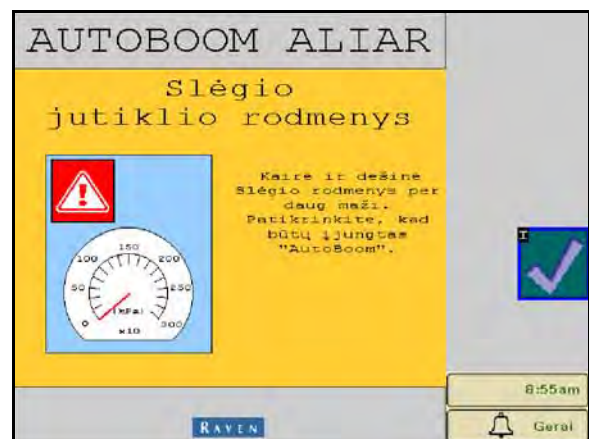 AUTOBOOM ALIAR
Slėgio
jutiklio rodmenys
Kairė ir dešinė
Slėgio rodmenys per
daug maži.
Patikrinkite, kad
būtų įjungtas
"AutoBoom".
150
100
200
50
250
(kPa)
0
300
x10
I
8:55am
RAVEN
Gerai